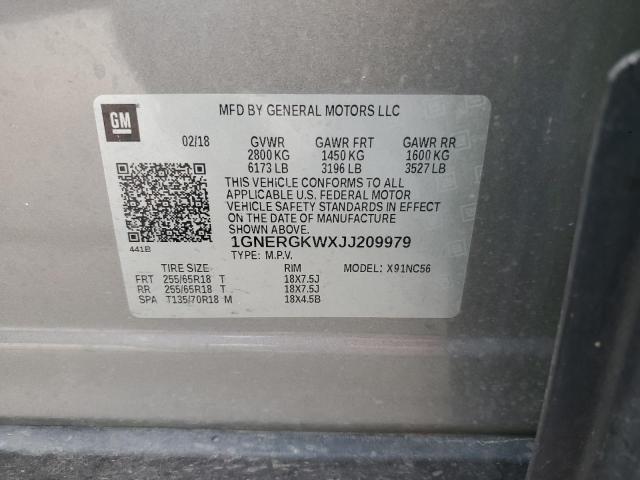 GM
MFD BY GENERAL MOTORS LLC
02/18 GVWR GAWR FRT GAWR RR
2800 KG 1450 KG 1600 KG
6173 LB 3196 LB 3527 LB
THIS VEHICLE CONFORMS TO ALL
APPLICABLE U.S. FEDERAL MOTOR
VEHICLE SAFETY STANDARDS IN EFFECT
ON THE DATE OF MANUFACTURE
SHOWN ABOVE.
1GNERGKWXJJ209979
441B TYPE: M.P.V.
TIRE SIZE RIM MODEL: X91NC56
FRT 255/65R18 T 18X7.5J
RR 255/65R18 T 18X7.5J
SPA T135/70R18 M 18X4.5B